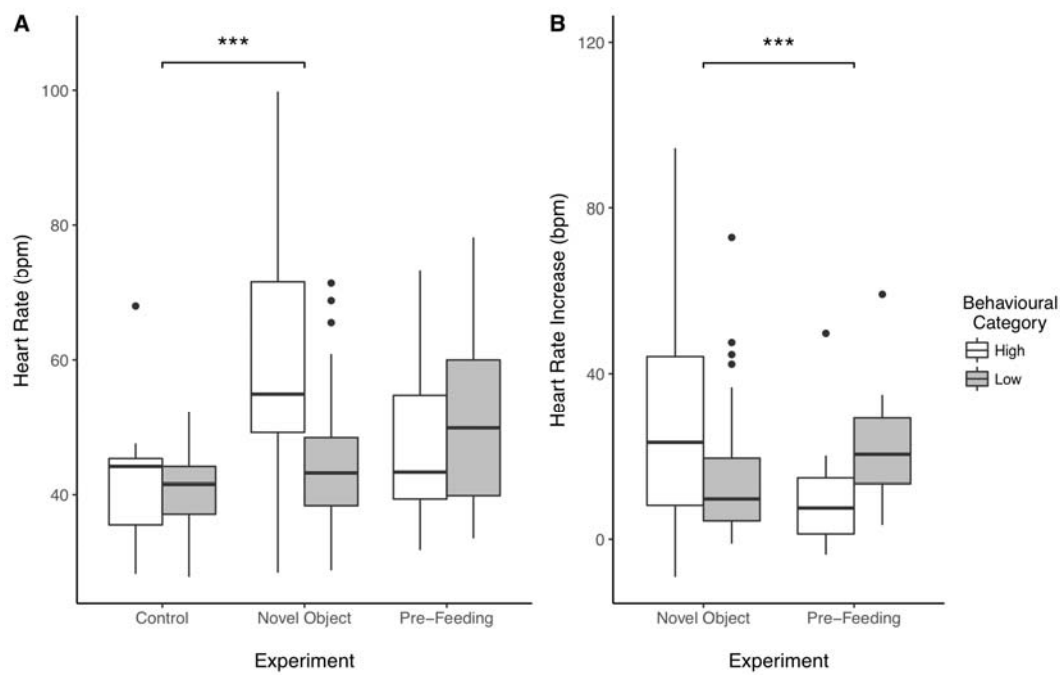 A
***
Heart Rate (bpm)
100
80
60
40
Control
Novel Object
Pre-Feeding
Experiment
B
***
Heart Rate Increase (bpm)
120
80
40
0
Novel Object
Pre-Feeding
Experiment
Behavioural
Category
High
Low